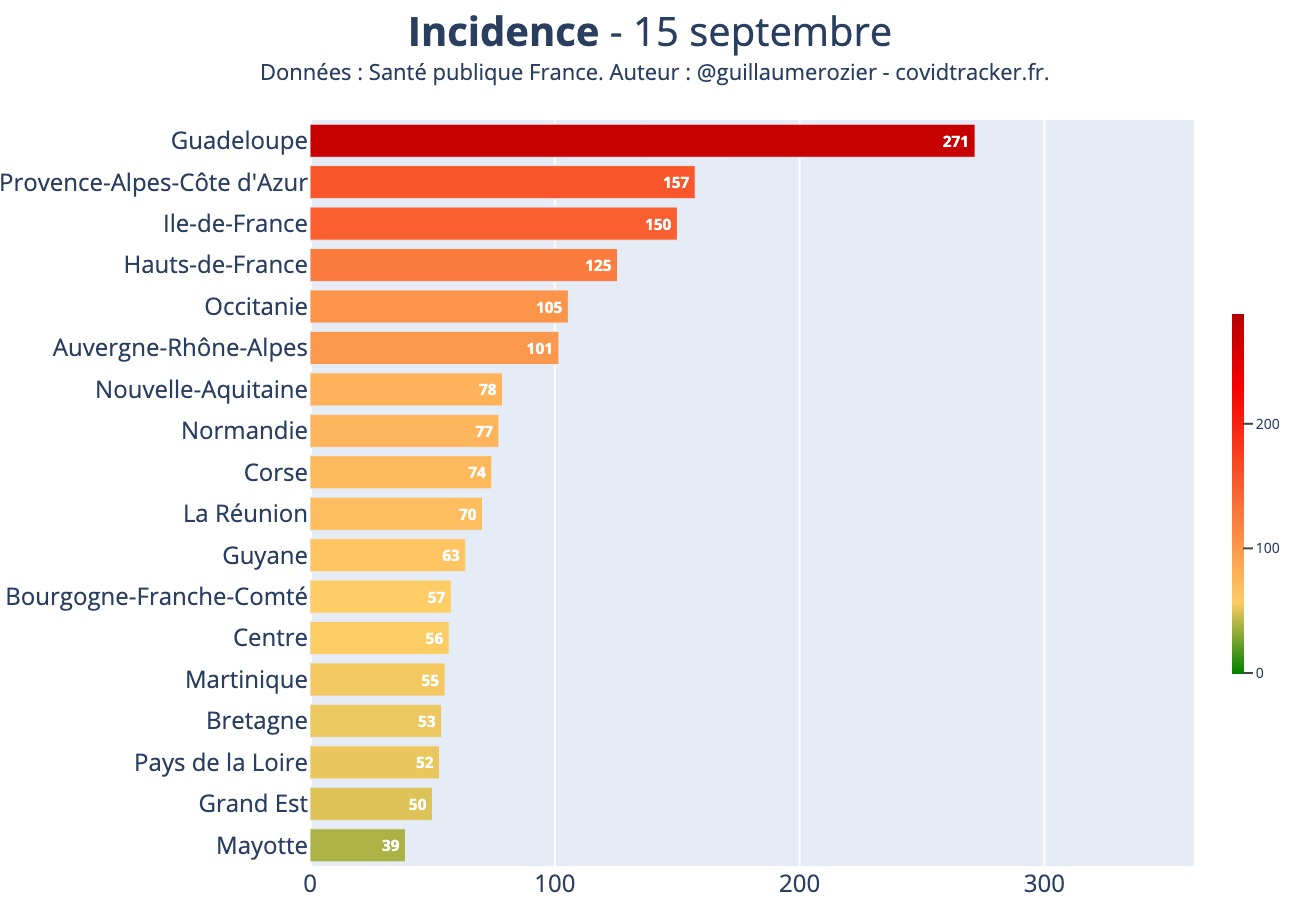 Incidence - 15 septembre
Données : Santé publique France. Auteur : @guillaumerozier - covidtracker.fr.
Guadeloupe 271
Provence-Alpes-Côte d'Azur 157
Ile-de-France 150
Hauts-de-France 125
Occitanie 105
Auvergne-Rhône-Alpes 101
Nouvelle-Aquitaine 78
Normandie 77
Corse 74
La Réunion 70
Guyane 63
Bourgogne-Franche-Comté 57
Centre 56
Martinique 55
Bretagne 53
Pays de la Loire 52
Grand Est 50
Mayotte 39
0 100 200 300
200
100
0